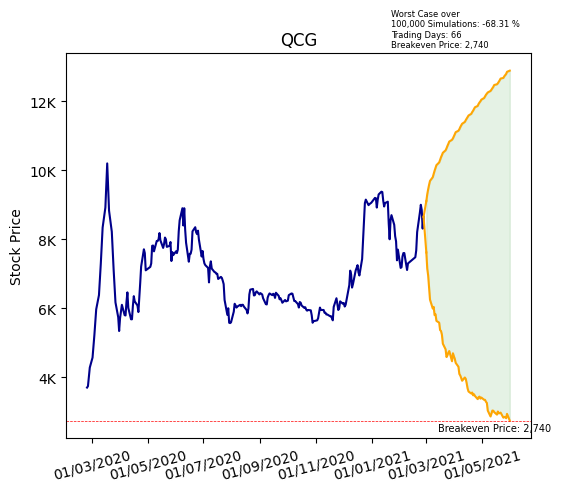 Worst Case over
100,000 Simulations: -68.31 %
Trading Days: 66
Breakeven Price: 2,740
QCG
Stock Price
12K
10K
8K
6K
4K
Breakeven Price: 2,740
01/03/2020
01/05/2020
01/07/2020
01/09/2020
01/11/2020
01/01/2021
01/03/2021
01/05/2021